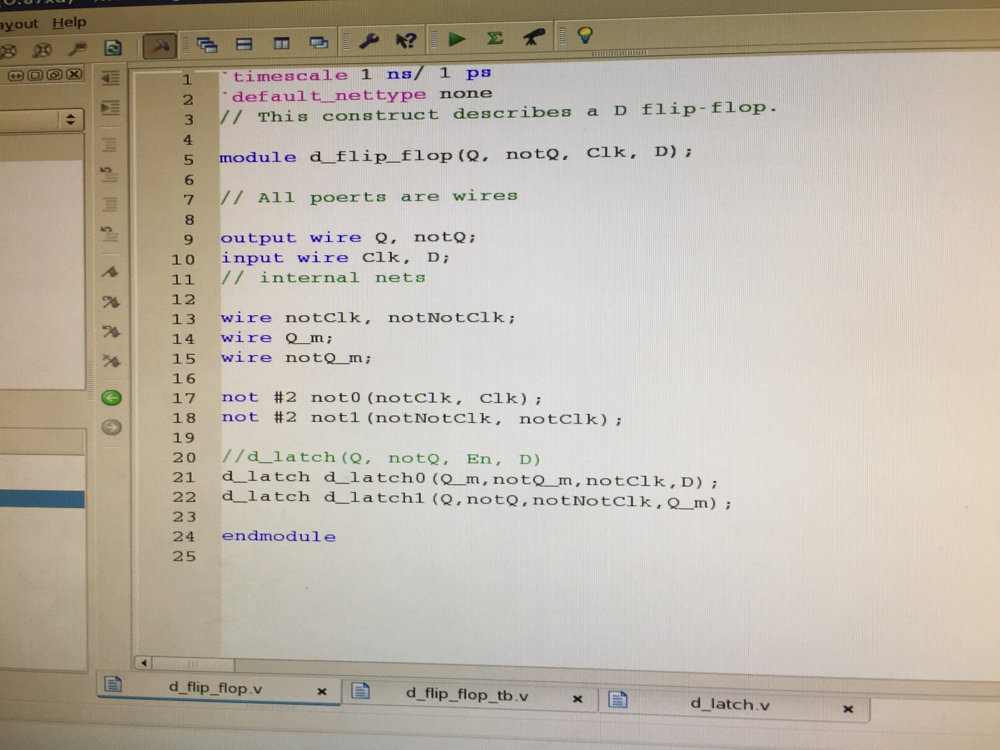 ayout Help
1 `timescale 1 ns/ 1 ps
2 `default_nettype none
3 // This construct describes a D flip-flop.
4
5 module d_flip_flop(Q, notQ, Clk, D);
6
7 // All poerts are wires
8
9 output wire Q, notQ;
10 input wire Clk, D;
11 // internal nets
12
13 wire notClk, notNotClk;
14 wire Q_m;
15 wire notQ_m;
16
17 not #2 not0(notClk, Clk);
18 not #2 not1(notNotClk, notClk);
19
20 //d_latch(Q, notQ, En, D)
21 d_latch d_latch0(Q_m,notQ_m,notClk,D);
22 d_latch d_latch1(Q,notQ,notNotClk,Q_m);
23
24 endmodule
25
d_flip_flop.v d_flip_flop_tb.v d_latch.v